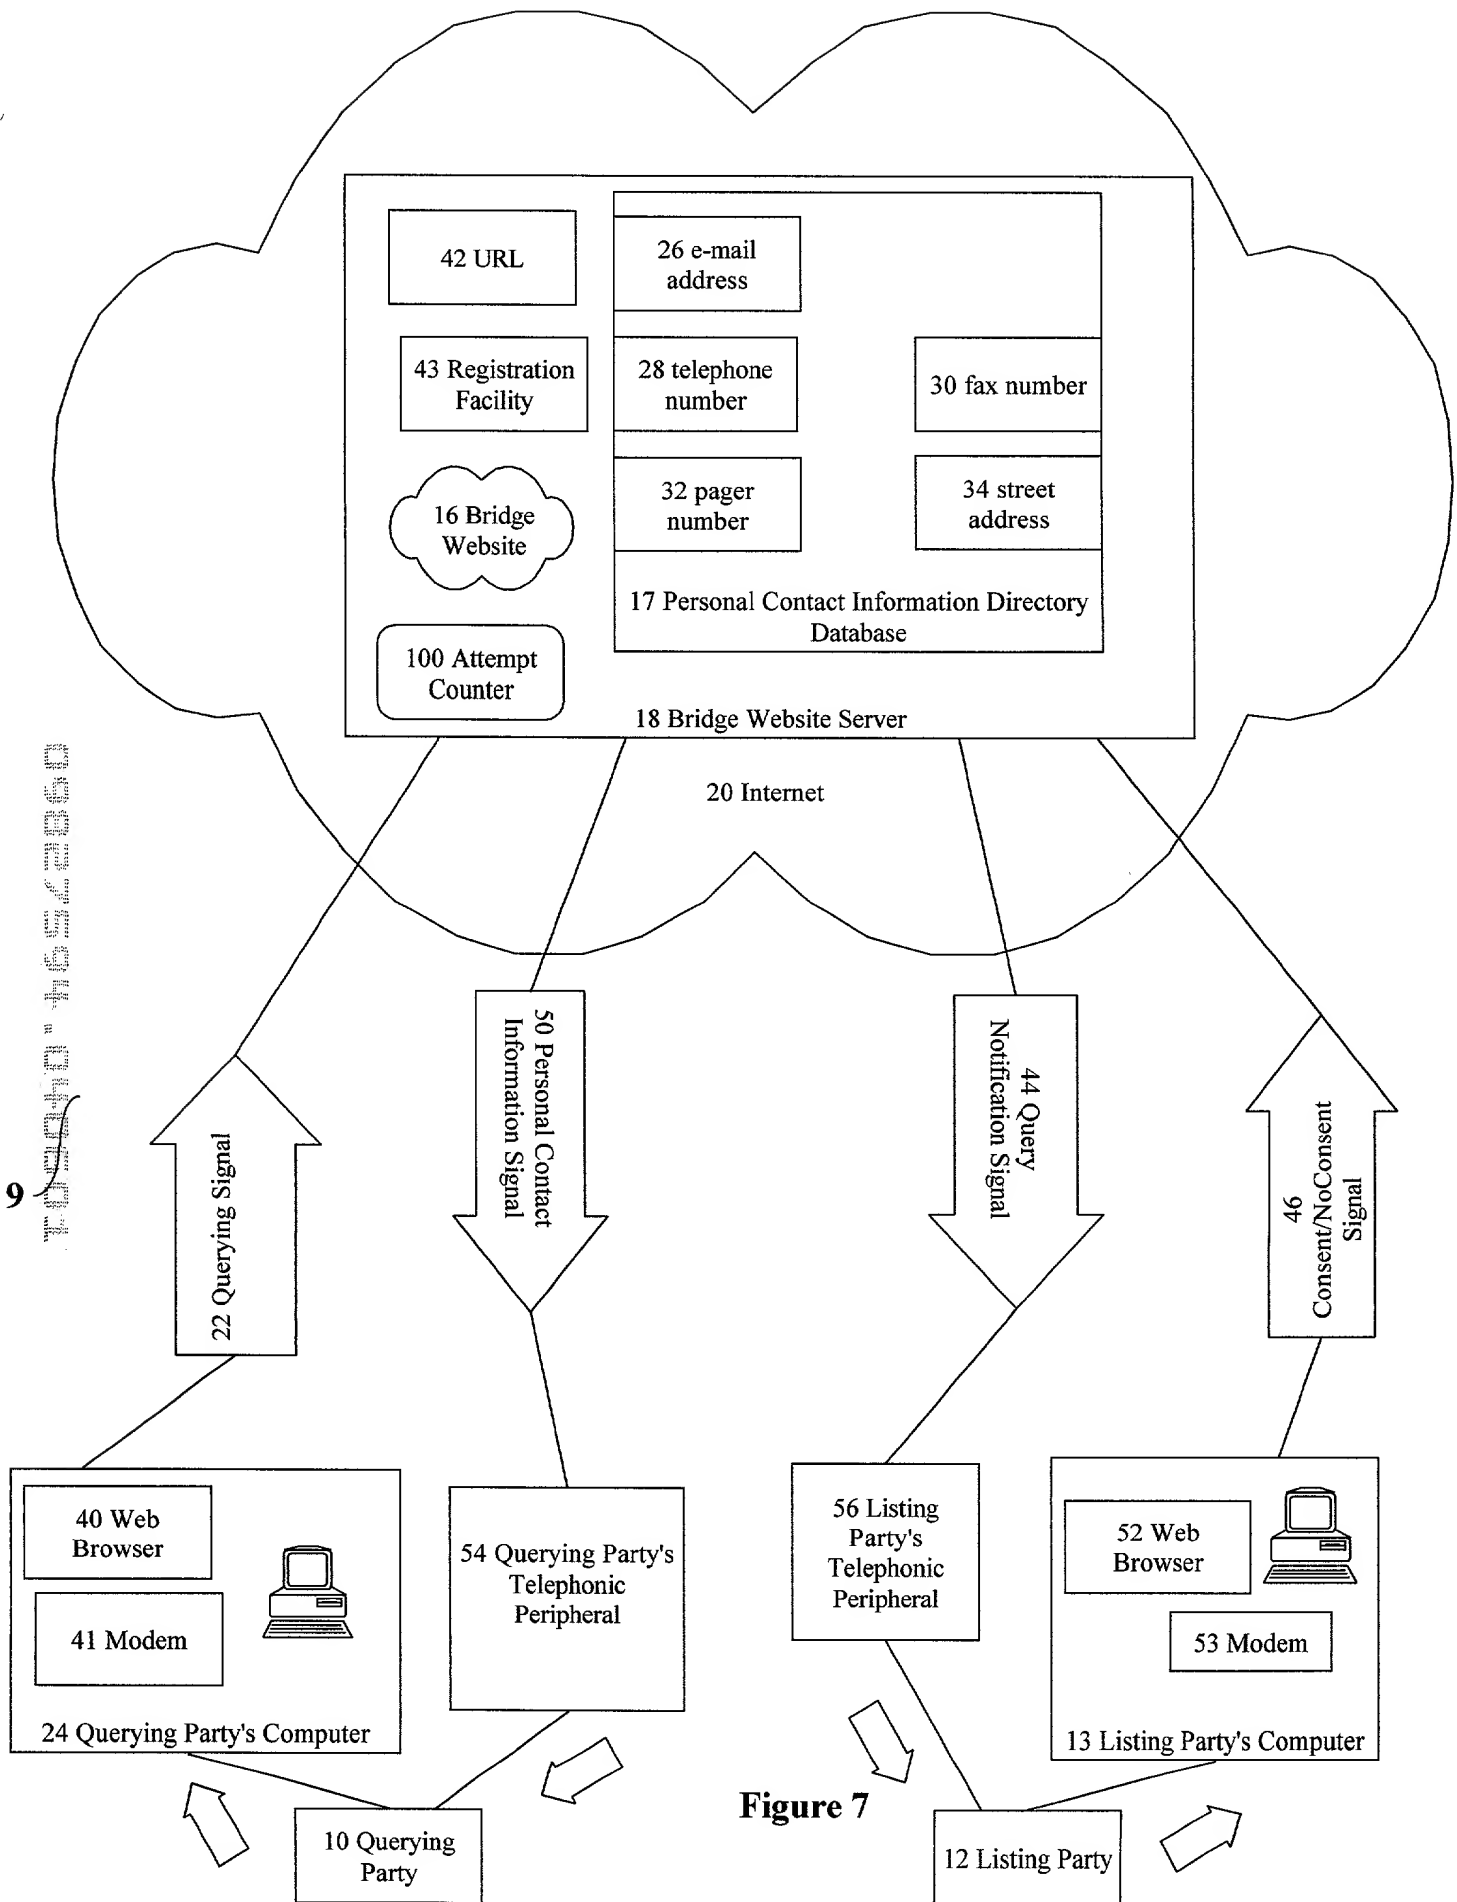 42 URL
26 e-mail
address
43 Registration
Facility
28 telephone
number
30 fax number
16 Bridge
Website
32 pager
number
34 street
address
17 Personal Contact Information Directory
Database
100 Attempt
Counter
18 Bridge Website Server
20 Internet
22 Querying Signal
50 Personal Contact
Information Signal
44 Query
Notification Signal
46
Consent/NoConsent
Signal
9
40 Web
Browser
41 Modem
24 Querying Party's Computer
54 Querying Party's
Telephonic
Peripheral
56 Listing
Party's
Telephonic
Peripheral
52 Web
Browser
53 Modem
13 Listing Party's Computer
10 Querying
Party
Figure 7
12 Listing Party